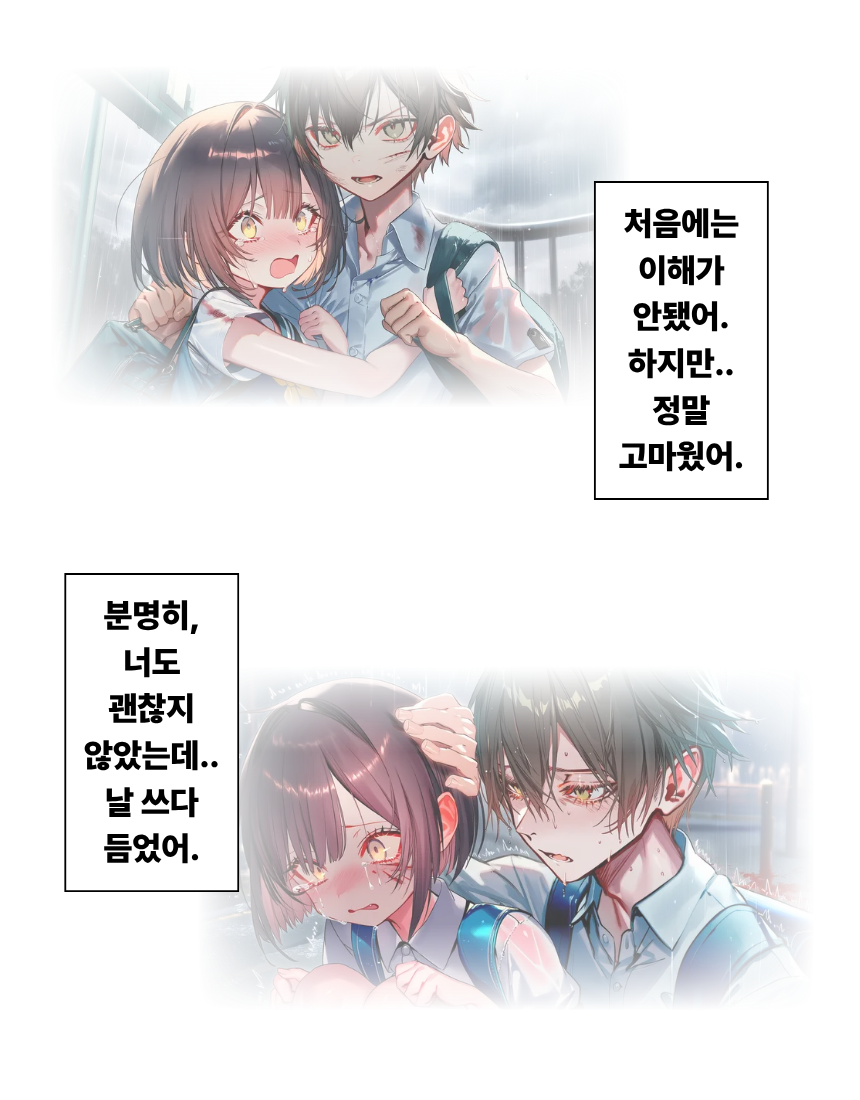 처음에는
이해가
안됐어.
하지만..
정말
고마웠어.
분명히,
너도
괜찮지
않았는데..
날 쓰다
듬었어.